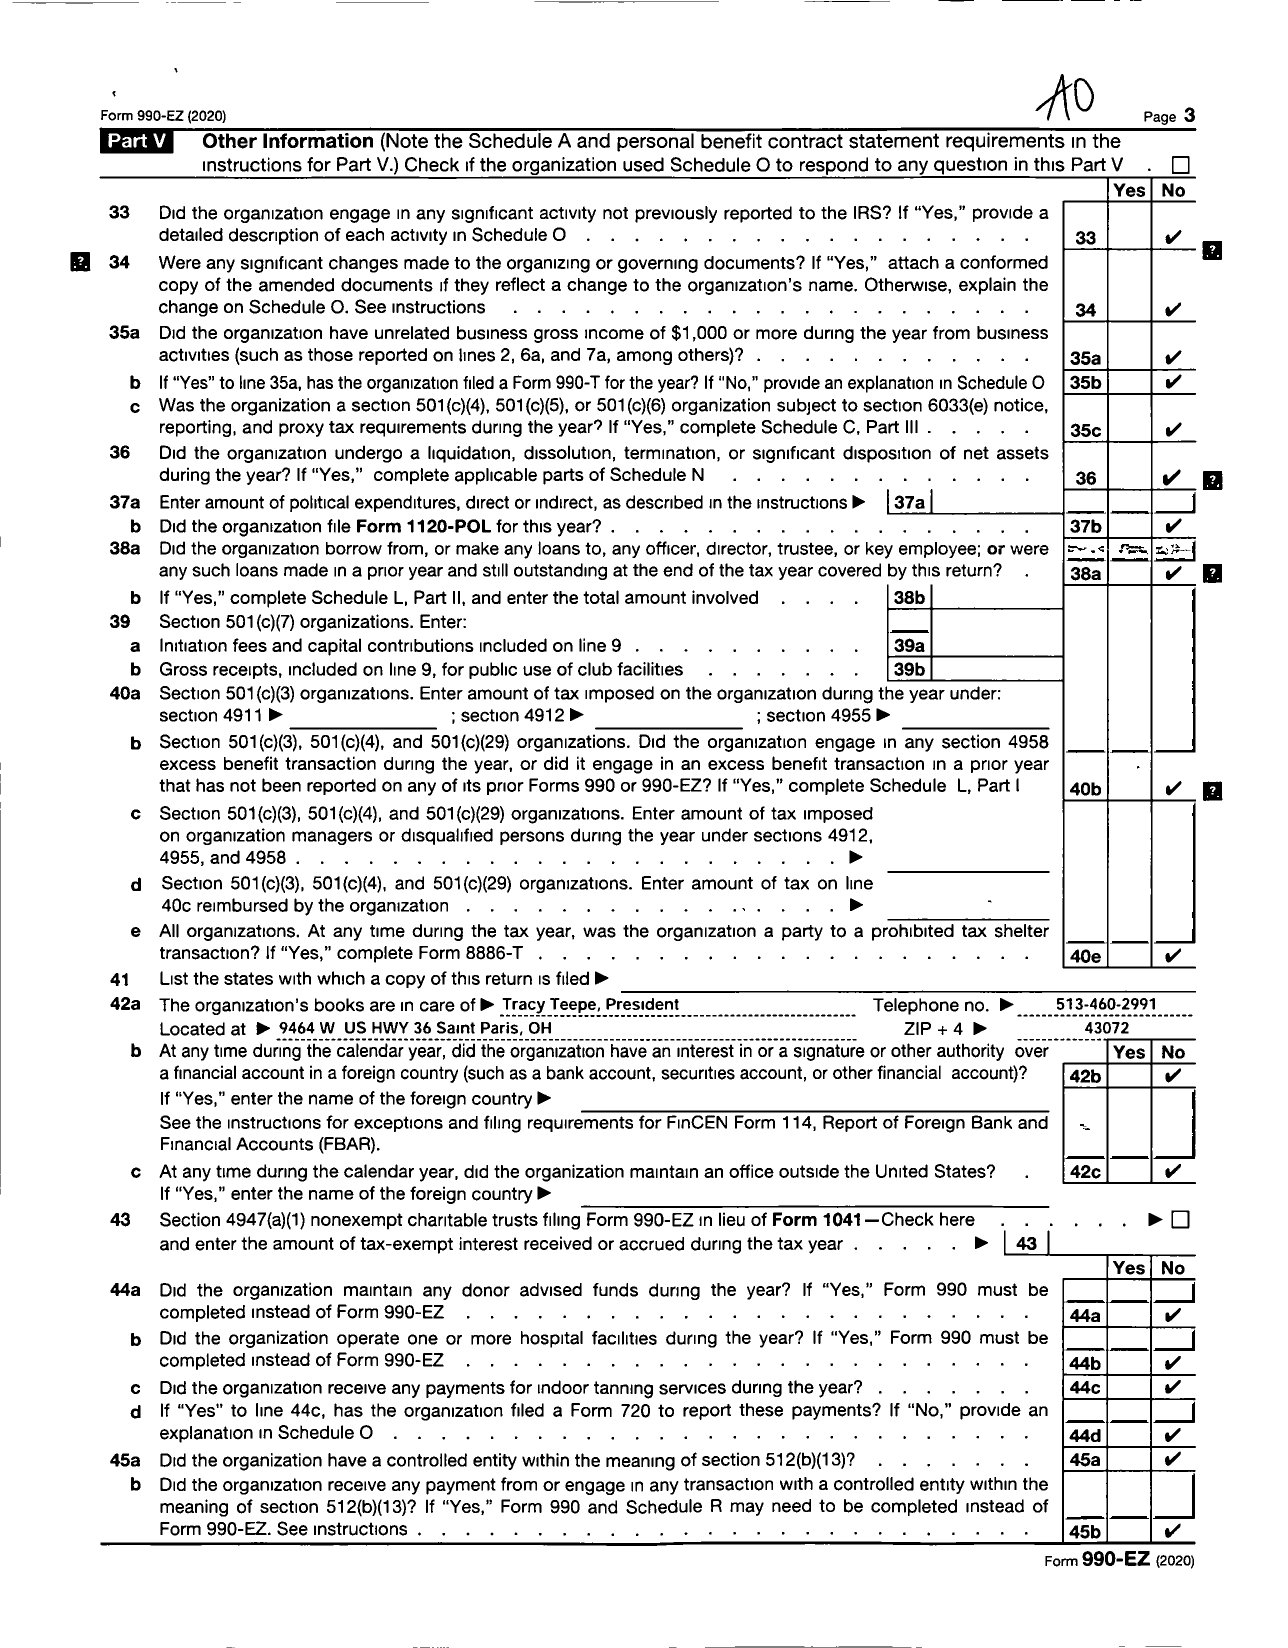 AO
Form 990-EZ (2020) Page 3
Part V Other Information (Note the Schedule A and personal benefit contract statement requirements in the
instructions for Part V.) Check if the organization used Schedule O to respond to any question in this Part V . ☐
Yes No
33 Did the organization engage in any significant activity not previously reported to the IRS? If “Yes,” provide a
detailed description of each activity in Schedule O . . . . . . . . . . . . . . . . . . . 33 ✔
? 34 Were any significant changes made to the organizing or governing documents? If “Yes,” attach a conformed ?
copy of the amended documents if they reflect a change to the organization’s name. Otherwise, explain the
change on Schedule O. See instructions . . . . . . . . . . . . . . . . . . . . . . 34 ✔
35a Did the organization have unrelated business gross income of $1,000 or more during the year from business
activities (such as those reported on lines 2, 6a, and 7a, among others)? . . . . . . . . . . . . 35a ✔
b If “Yes” to line 35a, has the organization filed a Form 990-T for the year? If “No,” provide an explanation in Schedule O 35b ✔
c Was the organization a section 501(c)(4), 501(c)(5), or 501(c)(6) organization subject to section 6033(e) notice,
reporting, and proxy tax requirements during the year? If “Yes,” complete Schedule C, Part III . . . . . 35c ✔
36 Did the organization undergo a liquidation, dissolution, termination, or significant disposition of net assets
during the year? If “Yes,” complete applicable parts of Schedule N . . . . . . . . . . . . . 36 ✔ ?
37a Enter amount of political expenditures, direct or indirect, as described in the instructions ▶ 37a
b Did the organization file Form 1120-POL for this year? . . . . . . . . . . . . . . . . . . 37b ✔
38a Did the organization borrow from, or make any loans to, any officer, director, trustee, or key employee; or were
any such loans made in a prior year and still outstanding at the end of the tax year covered by this return? . 38a ✔ ?
b If “Yes,” complete Schedule L, Part II, and enter the total amount involved . . . . 38b
39 Section 501(c)(7) organizations. Enter:
a Initiation fees and capital contributions included on line 9 . . . . . . . . . . 39a
b Gross receipts, included on line 9, for public use of club facilities . . . . . . . 39b
40a Section 501(c)(3) organizations. Enter amount of tax imposed on the organization during the year under:
section 4911 ▶ ; section 4912 ▶ ; section 4955 ▶
b Section 501(c)(3), 501(c)(4), and 501(c)(29) organizations. Did the organization engage in any section 4958
excess benefit transaction during the year, or did it engage in an excess benefit transaction in a prior year
that has not been reported on any of its prior Forms 990 or 990-EZ? If “Yes,” complete Schedule L, Part I 40b ✔ ?
c Section 501(c)(3), 501(c)(4), and 501(c)(29) organizations. Enter amount of tax imposed
on organization managers or disqualified persons during the year under sections 4912,
4955, and 4958 . . . . . . . . . . . . . . . . . . . . . . . ▶
d Section 501(c)(3), 501(c)(4), and 501(c)(29) organizations. Enter amount of tax on line
40c reimbursed by the organization . . . . . . . . . . . . . . . . ▶
e All organizations. At any time during the tax year, was the organization a party to a prohibited tax shelter
transaction? If “Yes,” complete Form 8886-T . . . . . . . . . . . . . . . . . . . . . 40e ✔
41 List the states with which a copy of this return is filed ▶
42a The organization’s books are in care of ▶ Tracy Teepe, President Telephone no. ▶ 513-460-2991
Located at ▶ 9464 W US HWY 36 Saint Paris, OH ZIP + 4 ▶ 43072
b At any time during the calendar year, did the organization have an interest in or a signature or other authority over Yes No
a financial account in a foreign country (such as a bank account, securities account, or other financial account)? 42b ✔
If “Yes,” enter the name of the foreign country ▶
See the instructions for exceptions and filing requirements for FinCEN Form 114, Report of Foreign Bank and
Financial Accounts (FBAR).
c At any time during the calendar year, did the organization maintain an office outside the United States? . 42c ✔
If “Yes,” enter the name of the foreign country ▶
43 Section 4947(a)(1) nonexempt charitable trusts filing Form 990-EZ in lieu of Form 1041—Check here . . . . . . ▶ ☐
and enter the amount of tax-exempt interest received or accrued during the tax year . . . . . ▶ 43
Yes No
44a Did the organization maintain any donor advised funds during the year? If “Yes,” Form 990 must be
completed instead of Form 990-EZ . . . . . . . . . . . . . . . . . . . . . . . . 44a ✔
b Did the organization operate one or more hospital facilities during the year? If “Yes,” Form 990 must be
completed instead of Form 990-EZ . . . . . . . . . . . . . . . . . . . . . . . . 44b ✔
c Did the organization receive any payments for indoor tanning services during the year? . . . . . . . 44c ✔
d If “Yes” to line 44c, has the organization filed a Form 720 to report these payments? If “No,” provide an
explanation in Schedule O . . . . . . . . . . . . . . . . . . . . . . . . . . . 44d ✔
45a Did the organization have a controlled entity within the meaning of section 512(b)(13)? . . . . . . . 45a ✔
b Did the organization receive any payment from or engage in any transaction with a controlled entity within the
meaning of section 512(b)(13)? If “Yes,” Form 990 and Schedule R may need to be completed instead of
Form 990-EZ. See instructions . . . . . . . . . . . . . . . . . . . . . . . . . . 45b ✔
Form 990-EZ (2020)